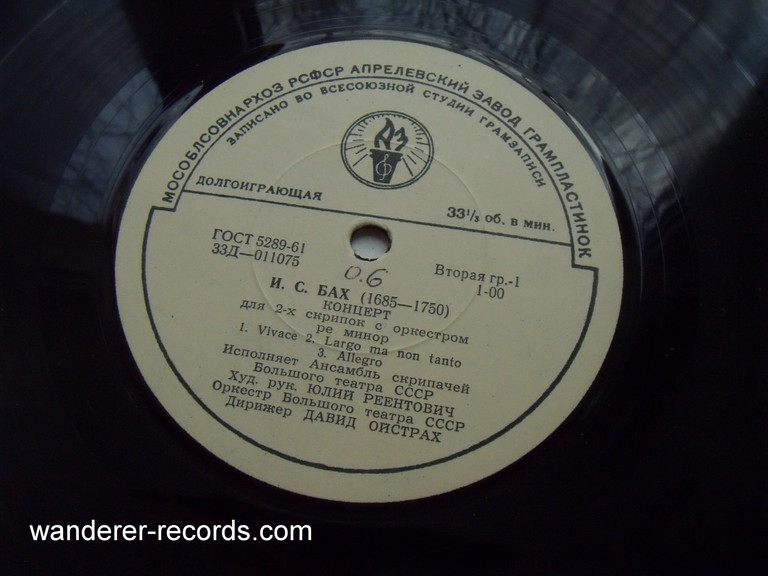 МОСОБЛСОВНАРХОЗ РСФСР АПРЕЛЕВСКИЙ ЗАВОД ГРАМПЛАСТИНОК
ЗАПИСАНО ВО ВСЕСОЮЗНОЙ СТУДИИ ГРАМЗАПИСИ
АЗ
ДОЛГОИГРАЮЩАЯ
33⅓ об. в мин.
ГОСТ 5289-61
33Д—011075
Вторая гр.-1
1-00
0.6
И. С. БАХ (1685—1750)
КОНЦЕРТ
для 2-х скрипок с оркестром
ре минор
1. Vivace 2. Largo ma non tanto
3. Allegro
Исполняет Ансамбль скрипачей
Большого театра СССР
Худ. рук. ЮЛИЙ РЕЕНТОВИЧ
Оркестр Большого театра СССР
Дирижер ДАВИД ОЙСТРАХ
wanderer-records.com